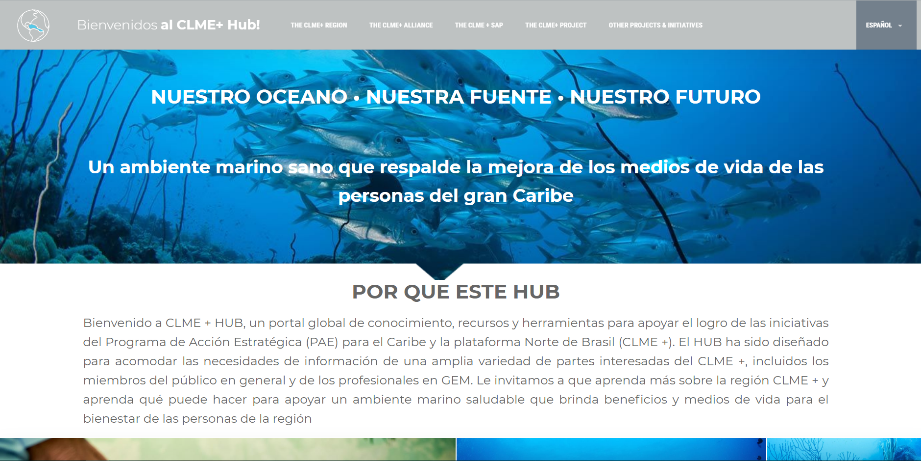 Bienvenidos al CLME+ Hub!
THE CLME+ REGION
THE CLME+ ALLIANCE
THE CLME + SAP
THE CLME+ PROJECT
OTHER PROJECTS & INITIATIVES
ESPAÑOL
NUESTRO OCEANO • NUESTRA FUENTE • NUESTRO FUTURO
Un ambiente marino sano que respalde la mejora de los medios de vida de las
personas del gran Caribe
POR QUE ESTE HUB
Bienvenido a CLME + HUB, un portal global de conocimiento, recursos y herramientas para apoyar el logro de las iniciativas
del Programa de Acción Estratégica (PAE) para el Caribe y la plataforma Norte de Brasil (CLME +). El HUB ha sido diseñado
para acomodar las necesidades de información de una amplia variedad de partes interesadas del CLME +, incluidos los
miembros del público en general y de los profesionales en GEM. Le invitamos a que aprenda más sobre la región CLME + y
aprenda qué puede hacer para apoyar un ambiente marino saludable que brinda beneficios y medios de vida para el
bienestar de las personas de la región